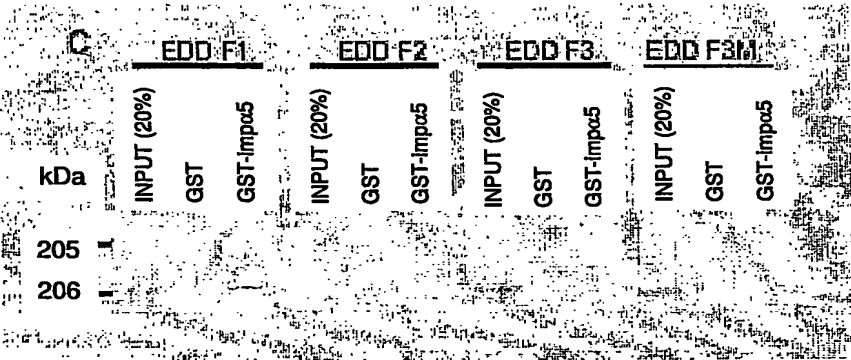 C
EDD F1 EDD F2 EDD F3 EDD F3M
INPUT (20%) GST GST-impα5 INPUT (20%) GST GST-impα5 INPUT (20%) GST GST-impα5 INPUT (20%) GST GST-impα5
kDa
205
206